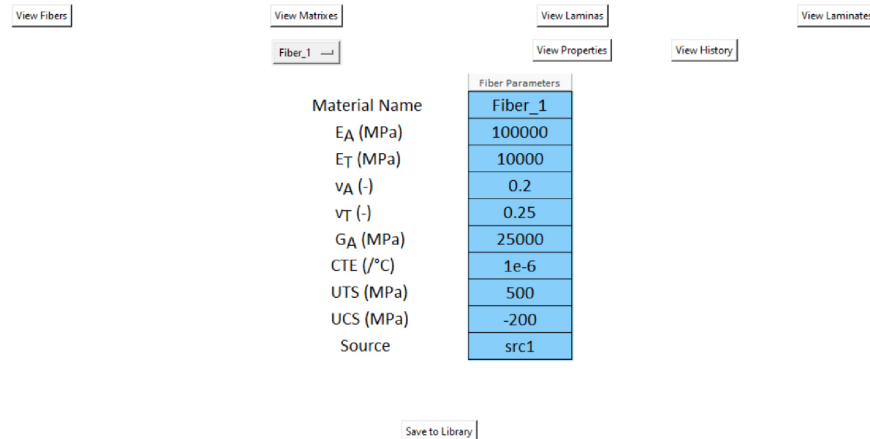 View Fibers View Matrixes View Laminas View Laminates
Fiber_1 View Properties View History
Fiber Parameters
Material Name Fiber_1
EA (MPa) 100000
ET (MPa) 10000
vA (-) 0.2
vT (-) 0.25
GA (MPa) 25000
CTE (/°C) 1e-6
UTS (MPa) 500
UCS (MPa) -200
Source src1
Save to Library